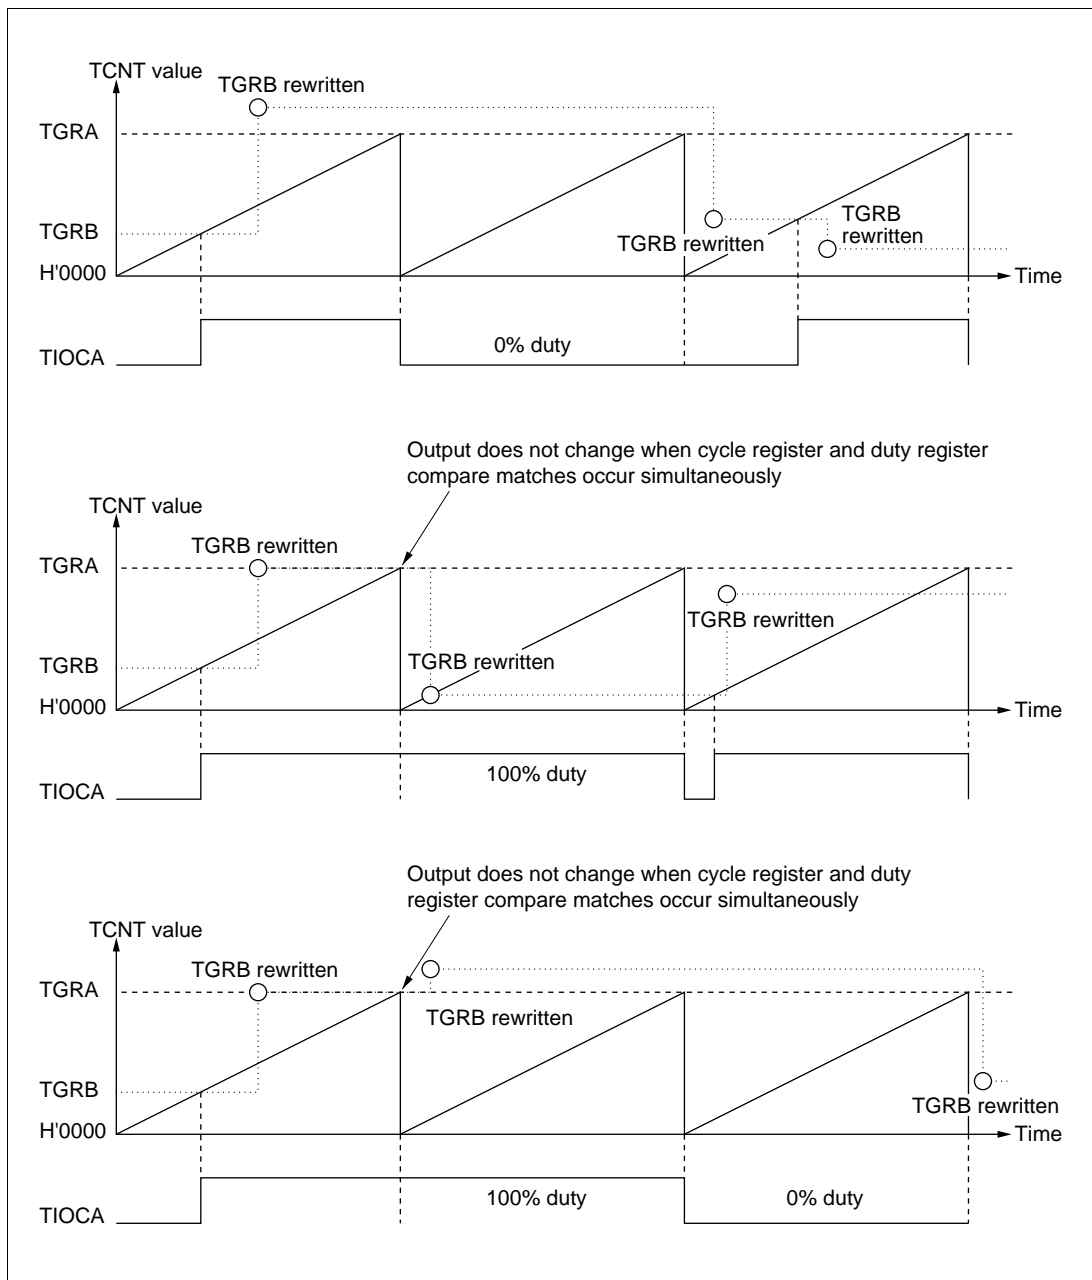 TCNT value
TGRB rewritten
TGRA
TGRB
TGRB rewritten
TGRB
rewritten
H'0000
Time
0% duty
TIOCA
Output does not change when cycle register and duty register
compare matches occur simultaneously
TCNT value
TGRB rewritten
TGRA
TGRB rewritten
TGRB
TGRB rewritten
H'0000
Time
100% duty
TIOCA
Output does not change when cycle register and duty
register compare matches occur simultaneously
TCNT value
TGRB rewritten
TGRA
TGRB rewritten
TGRB
TGRB rewritten
H'0000
Time
100% duty
0% duty
TIOCA